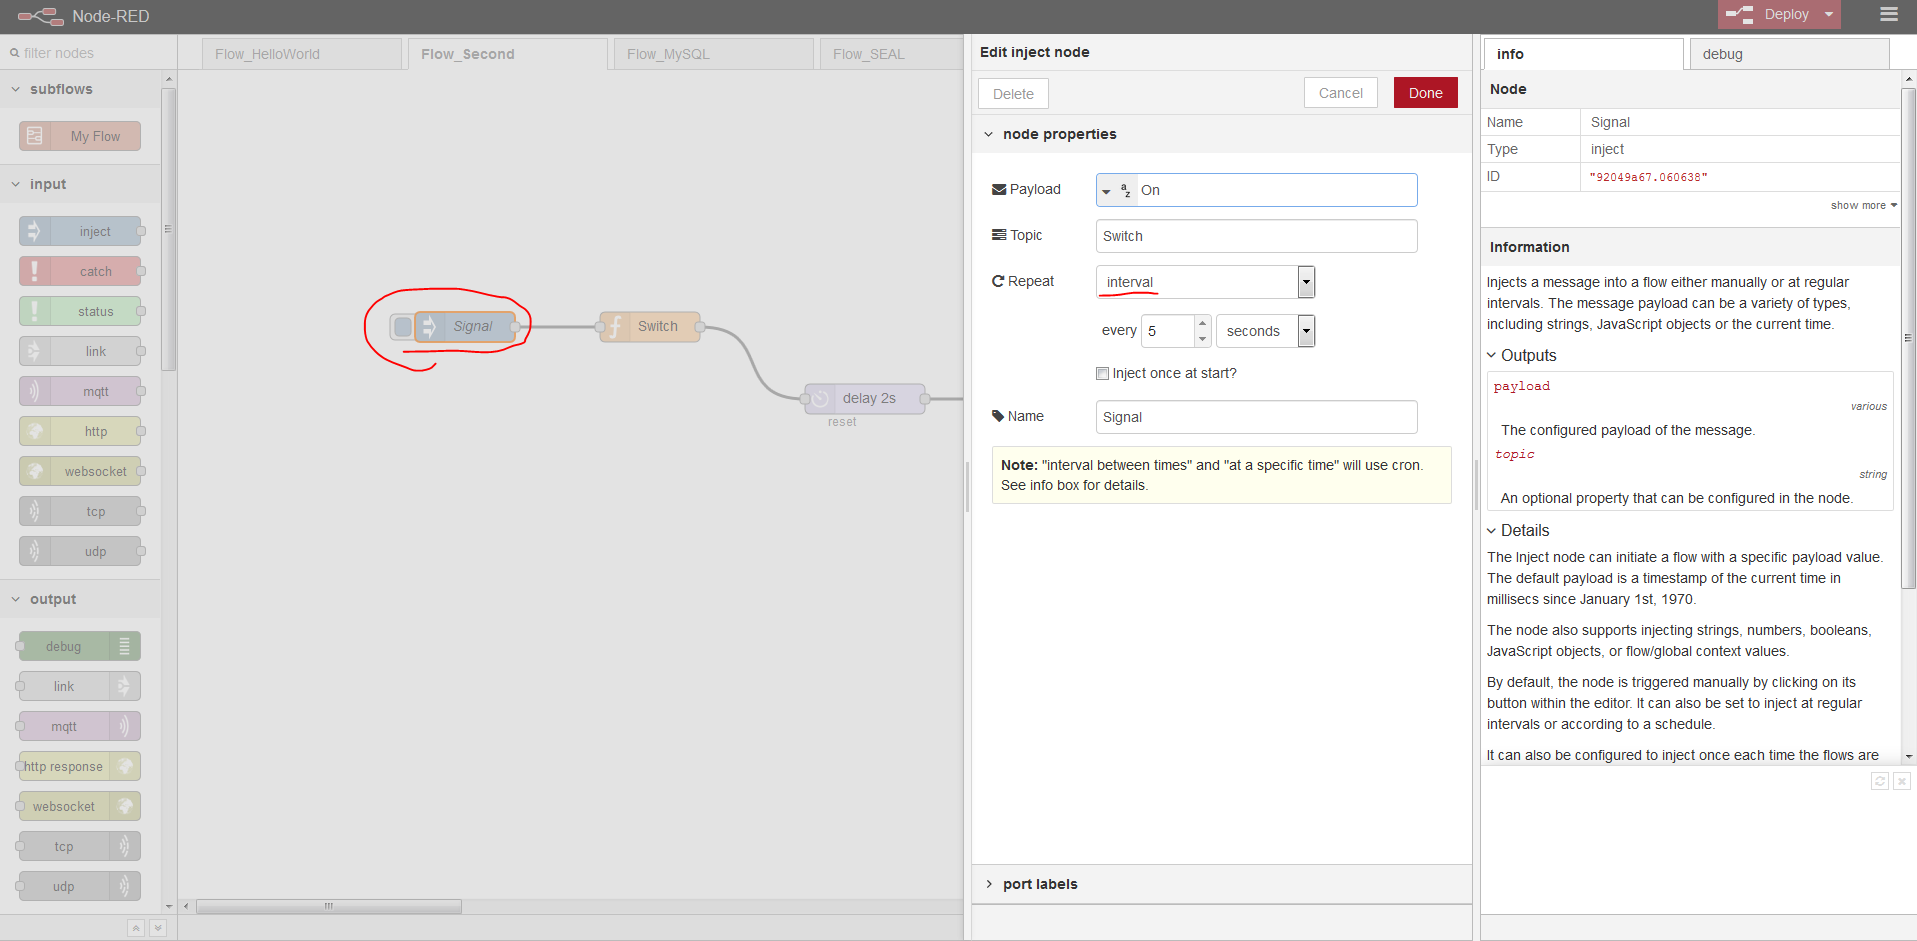 Node-RED
Deploy
filter nodes
Flow_HelloWorld
Flow_Second
Flow_MySQL
Flow_SEAL
subflows
My Flow
input
inject
catch
status
link
mqtt
http
websocket
tcp
udp
output
debug
link
mqtt
http response
websocket
tcp
udp
Signal
Switch
delay 2s
reset
Edit inject node
Delete
Cancel
Done
node properties
Payload
a
z
On
Topic
Switch
Repeat
interval
every
5
seconds
Inject once at start?
Name
Signal
Note: "interval between times" and "at a specific time" will use cron.
See info box for details.
port labels
info
debug
Node
Name
Signal
Type
inject
ID
"92049a67.060638"
show more
Information
Injects a message into a flow either manually or at regular
intervals. The message payload can be a variety of types,
including strings, JavaScript objects or the current time.
Outputs
payload
various
The configured payload of the message.
topic
string
An optional property that can be configured in the node.
Details
The Inject node can initiate a flow with a specific payload value.
The default payload is a timestamp of the current time in
millisecs since January 1st, 1970.
The node also supports injecting strings, numbers, booleans,
JavaScript objects, or flow/global context values.
By default, the node is triggered manually by clicking on its
button within the editor. It can also be set to inject at regular
intervals or according to a schedule.
It can also be configured to inject once each time the flows are